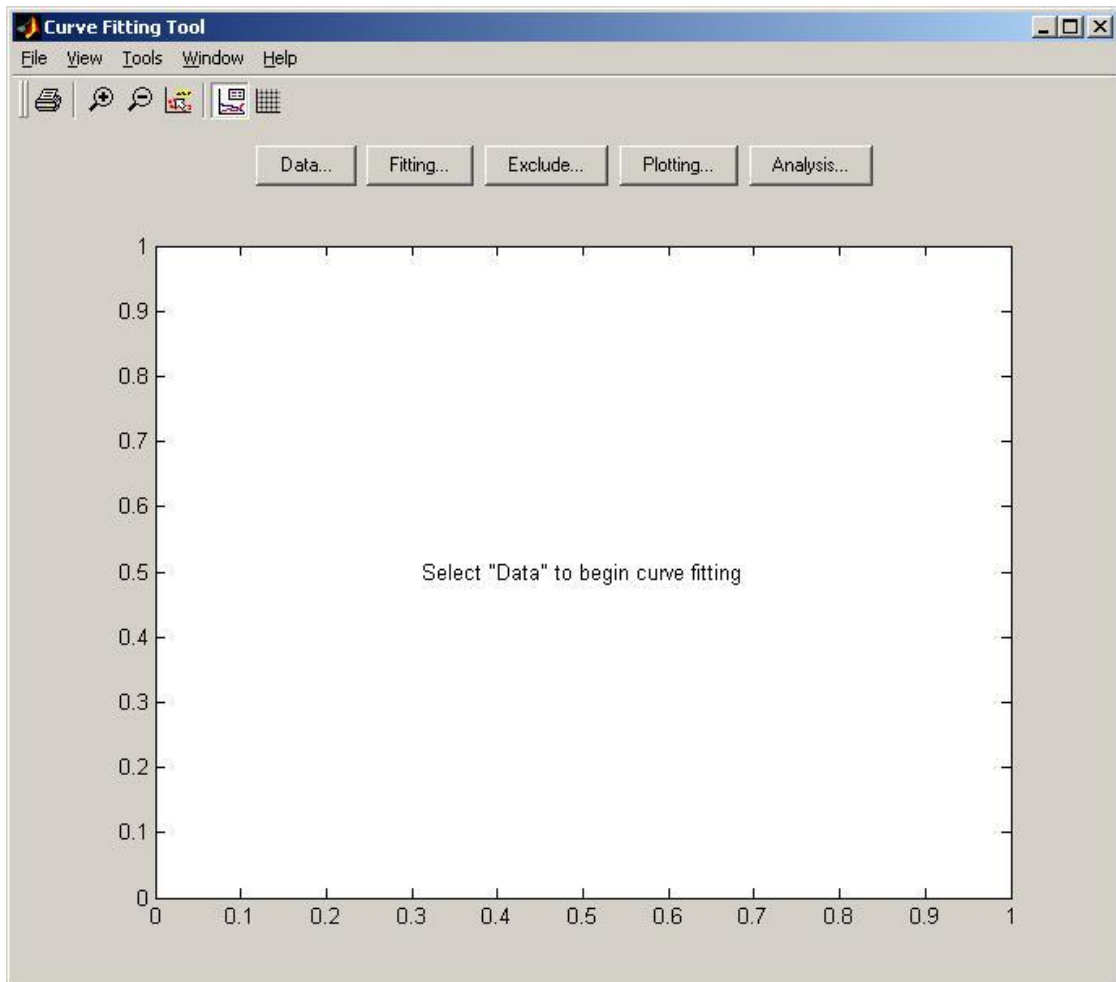 Curve Fitting Tool
File View Tools Window Help
Data... Fitting... Exclude... Plotting... Analysis...
1
0.9
0.8
0.7
0.6
0.5
Select "Data" to begin curve fitting
0.4
0.3
0.2
0.1
0
0 0.1 0.2 0.3 0.4 0.5 0.6 0.7 0.8 0.9 1